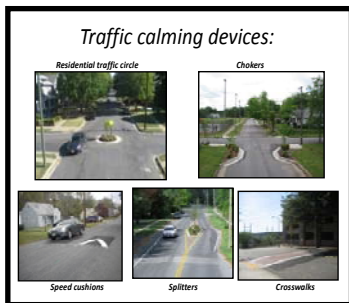 Traffic calming devices:
Residential traffic circle
Chokers
Speed cushions
Splitters
Crosswalks